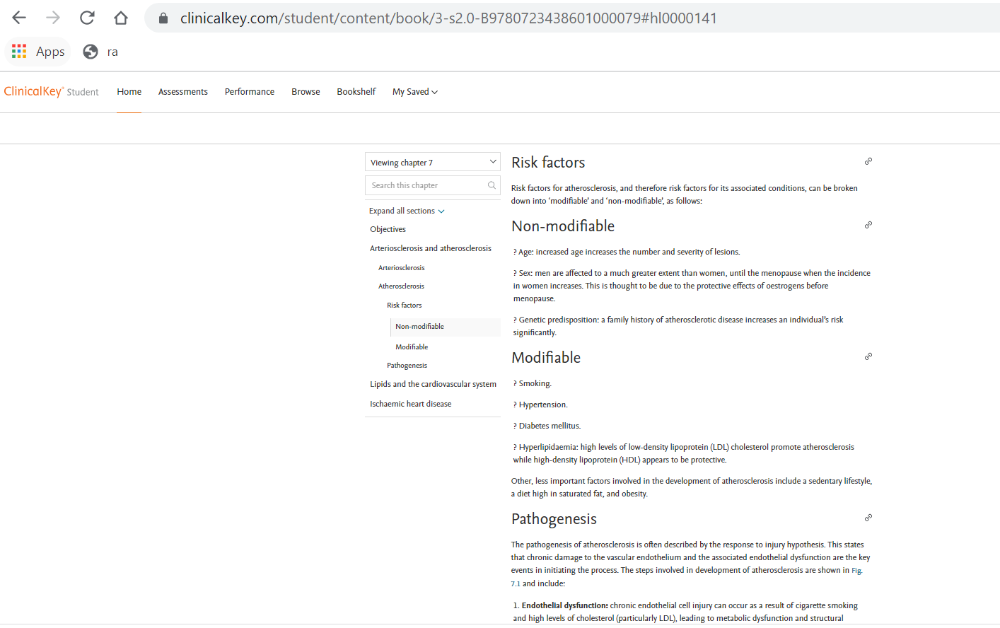 clinicalkey.com/student/content/book/3-s2.0-B9780723438601000079#hl0000141
Apps
ra
ClinicalKey® Student
Home
Assessments
Performance
Browse
Bookshelf
My Saved
Viewing chapter 7
Search this chapter
Expand all sections
Objectives
Arteriosclerosis and atherosclerosis
Arteriosclerosis
Atherosclerosis
Risk factors
Non-modifiable
Modifiable
Pathogenesis
Lipids and the cardiovascular system
Ischaemic heart disease
Risk factors
Risk factors for atherosclerosis, and therefore risk factors for its associated conditions, can be broken
down into ‘modifiable’ and ‘non-modifiable’, as follows:
Non-modifiable
? Age: increased age increases the number and severity of lesions.
? Sex: men are affected to a much greater extent than women, until the menopause when the incidence
in women increases. This is thought to be due to the protective effects of oestrogens before
menopause.
? Genetic predisposition: a family history of atherosclerotic disease increases an individual’s risk
significantly.
Modifiable
? Smoking.
? Hypertension.
? Diabetes mellitus.
? Hyperlipidaemia: high levels of low-density lipoprotein (LDL) cholesterol promote atherosclerosis
while high-density lipoprotein (HDL) appears to be protective.
Other, less important factors involved in the development of atherosclerosis include a sedentary lifestyle,
a diet high in saturated fat, and obesity.
Pathogenesis
The pathogenesis of atherosclerosis is often described by the response to injury hypothesis. This states
that chronic damage to the vascular endothelium and the associated endothelial dysfunction are the key
events in initiating the process. The steps involved in development of atherosclerosis are shown in Fig.
7.1 and include:
1. Endothelial dysfunction: chronic endothelial cell injury can occur as a result of cigarette smoking
and high levels of cholesterol (particularly LDL), leading to metabolic dysfunction and structural